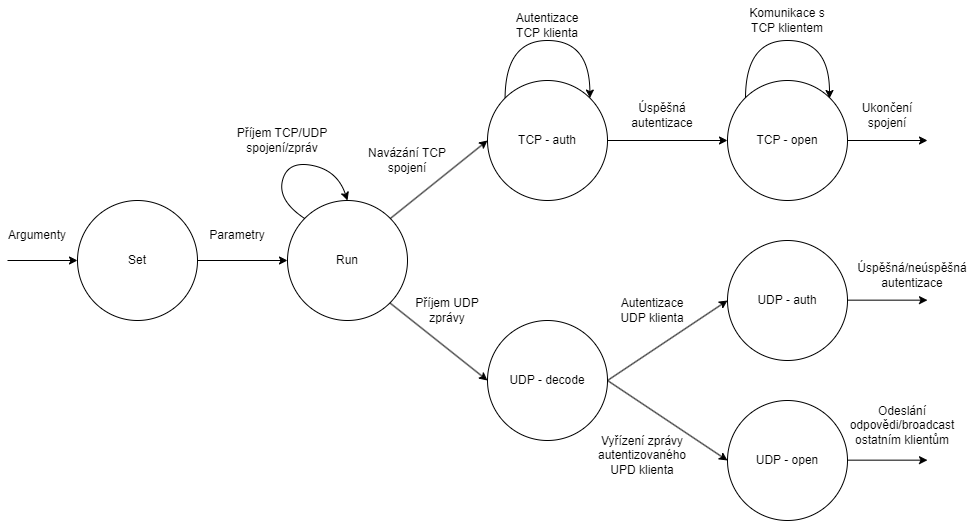 Autentizace
TCP klienta
Komunikace s
TCP klientem
Příjem TCP/UDP
spojení/zpráv
Navázání TCP
spojení
TCP - auth
Úspěšná
autentizace
TCP - open
Ukončení
spojení
Argumenty
Set
Parametry
Run
Příjem UDP
zprávy
Autentizace
UDP klienta
UDP - auth
Úspěšná/neúspěšná
autentizace
UDP - decode
Vyřízení zprávy
autentizovaného
UPD klienta
UDP - open
Odeslání
odpovědi/broadcast
ostatním klientům